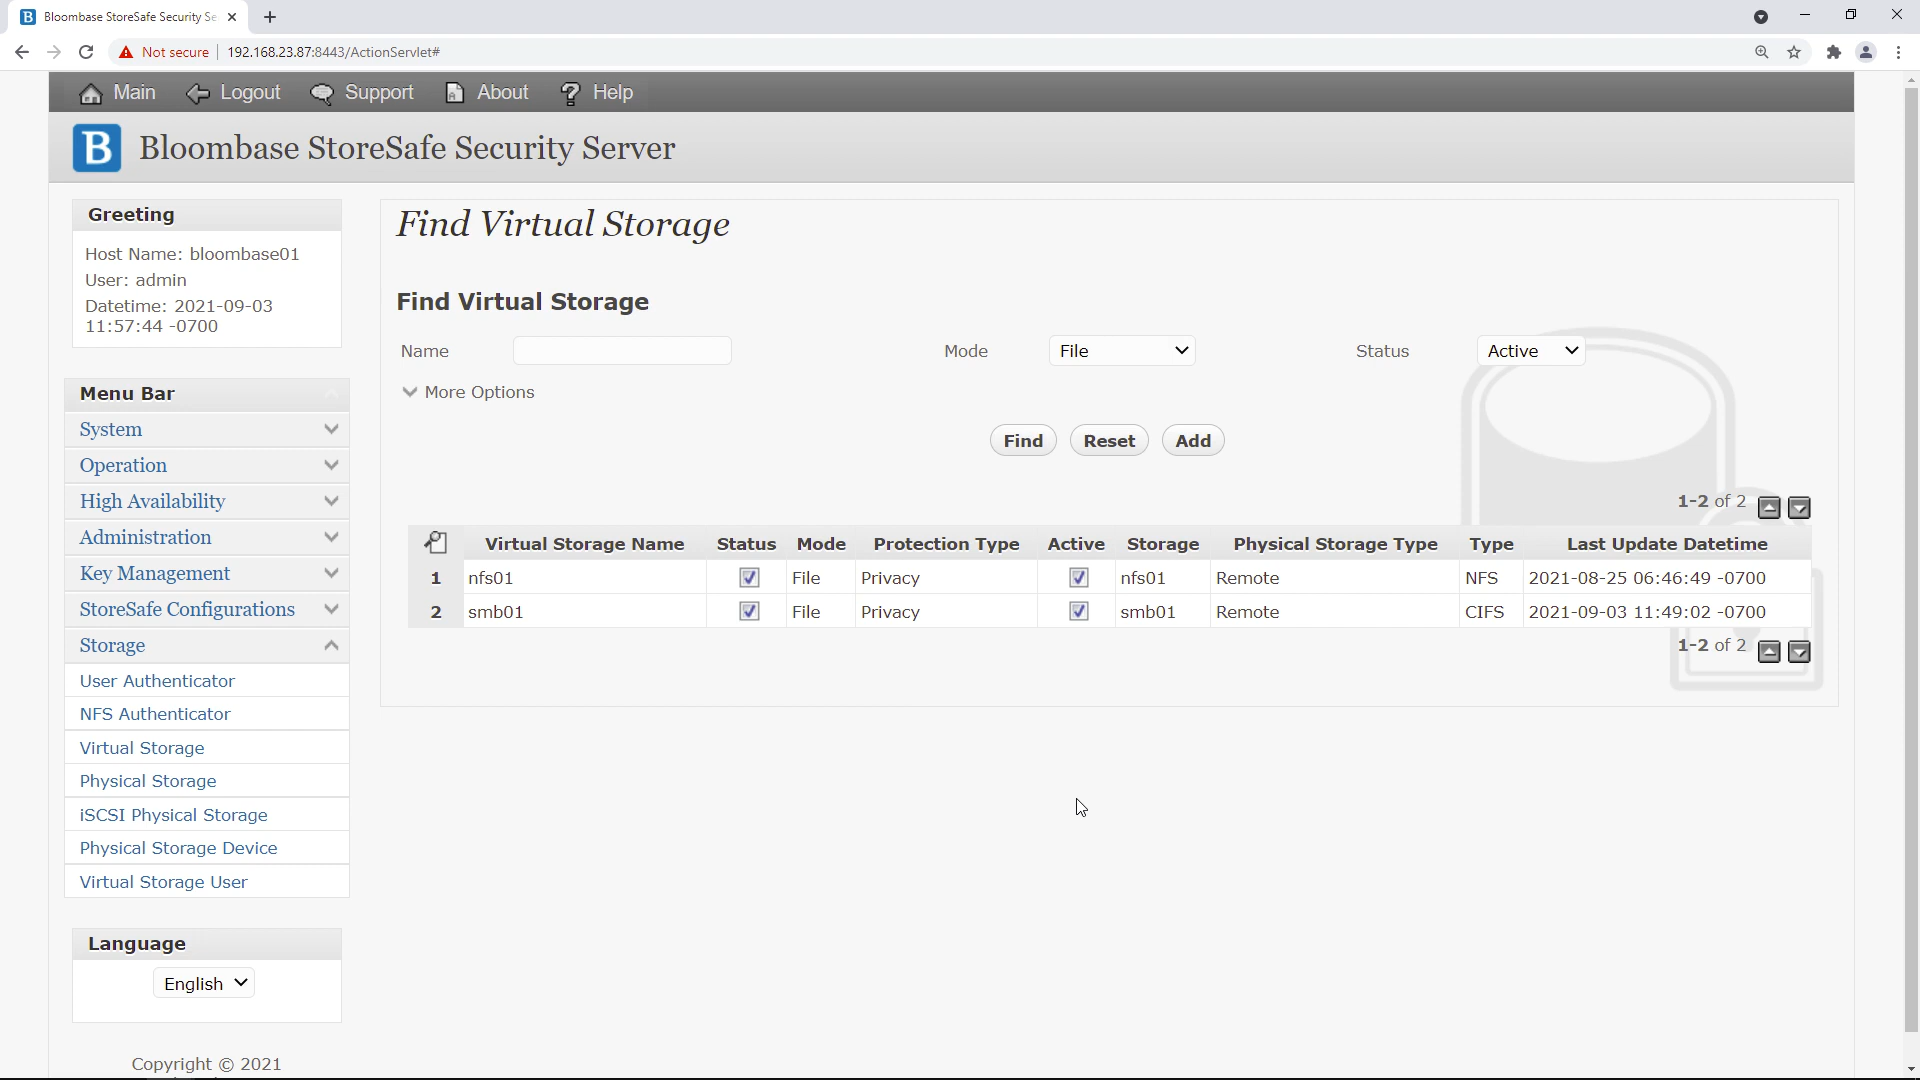 Bloombase StoreSafe Security Se
Not secure 192.168.23.87:8443/ActionServlet#
Main Logout Support About Help
B Bloombase StoreSafe Security Server
Greeting
Host Name: bloombase01
User: admin
Datetime: 2021-09-03
11:57:44 -0700
Menu Bar
System
Operation
High Availability
Administration
Key Management
StoreSafe Configurations
Storage
User Authenticator
NFS Authenticator
Virtual Storage
Physical Storage
iSCSI Physical Storage
Physical Storage Device
Virtual Storage User
Language
English
Copyright © 2021
Find Virtual Storage
Find Virtual Storage
Name Mode File Status Active
More Options
Find Reset Add
1-2 of 2
Virtual Storage Name Status Mode Protection Type Active Storage Physical Storage Type Type Last Update Datetime
1 nfs01 File Privacy nfs01 Remote NFS 2021-08-25 06:46:49 -0700
2 smb01 File Privacy smb01 Remote CIFS 2021-09-03 11:49:02 -0700
1-2 of 2